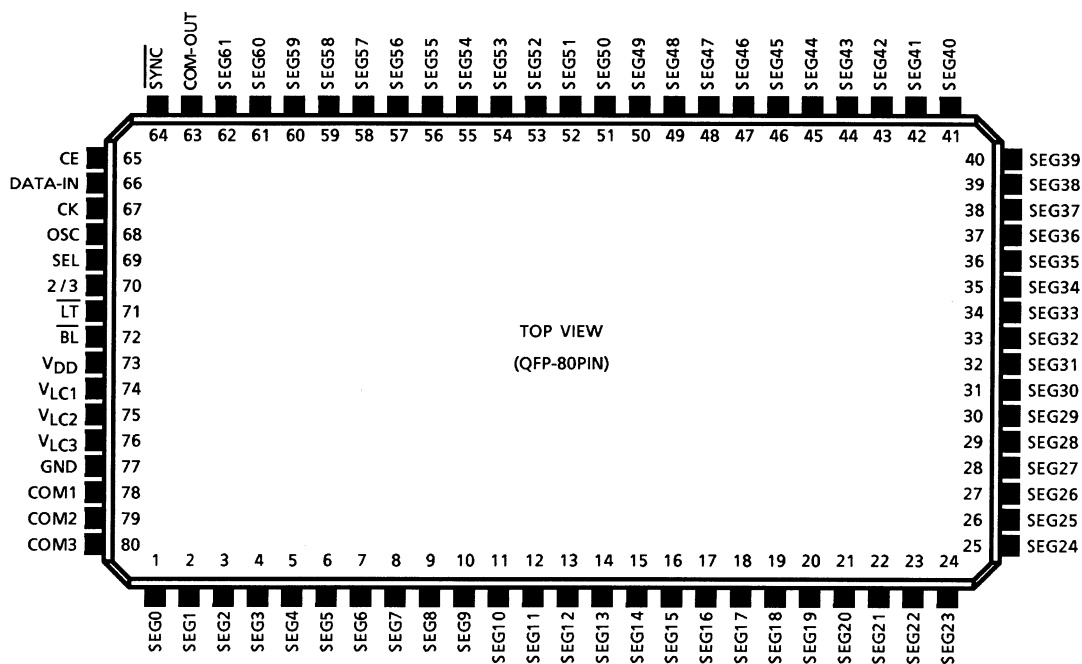 SYNC COM-OUT SEG61 SEG60 SEG59 SEG58 SEG57 SEG56 SEG55 SEG54 SEG53 SEG52 SEG51 SEG50 SEG49 SEG48 SEG47 SEG46 SEG45 SEG44 SEG43 SEG42 SEG41 SEG40
64 63 62 61 60 59 58 57 56 55 54 53 52 51 50 49 48 47 46 45 44 43 42 41
CE 65 40 SEG39
DATA-IN 66 39 SEG38
CK 67 38 SEG37
OSC 68 37 SEG36
SEL 69 36 SEG35
2/3 70 35 SEG34
LT 71 34 SEG33
BL 72 33 SEG32
VDD 73 32 SEG31
VLC1 74 31 SEG30
VLC2 75 30 SEG29
VLC3 76 29 SEG28
GND 77 28 SEG27
COM1 78 27 SEG26
COM2 79 26 SEG25
COM3 80 25 SEG24
TOP VIEW
(QFP-80PIN)
1 2 3 4 5 6 7 8 9 10 11 12 13 14 15 16 17 18 19 20 21 22 23 24
SEG0 SEG1 SEG2 SEG3 SEG4 SEG5 SEG6 SEG7 SEG8 SEG9 SEG10 SEG11 SEG12 SEG13 SEG14 SEG15 SEG16 SEG17 SEG18 SEG19 SEG20 SEG21 SEG22 SEG23